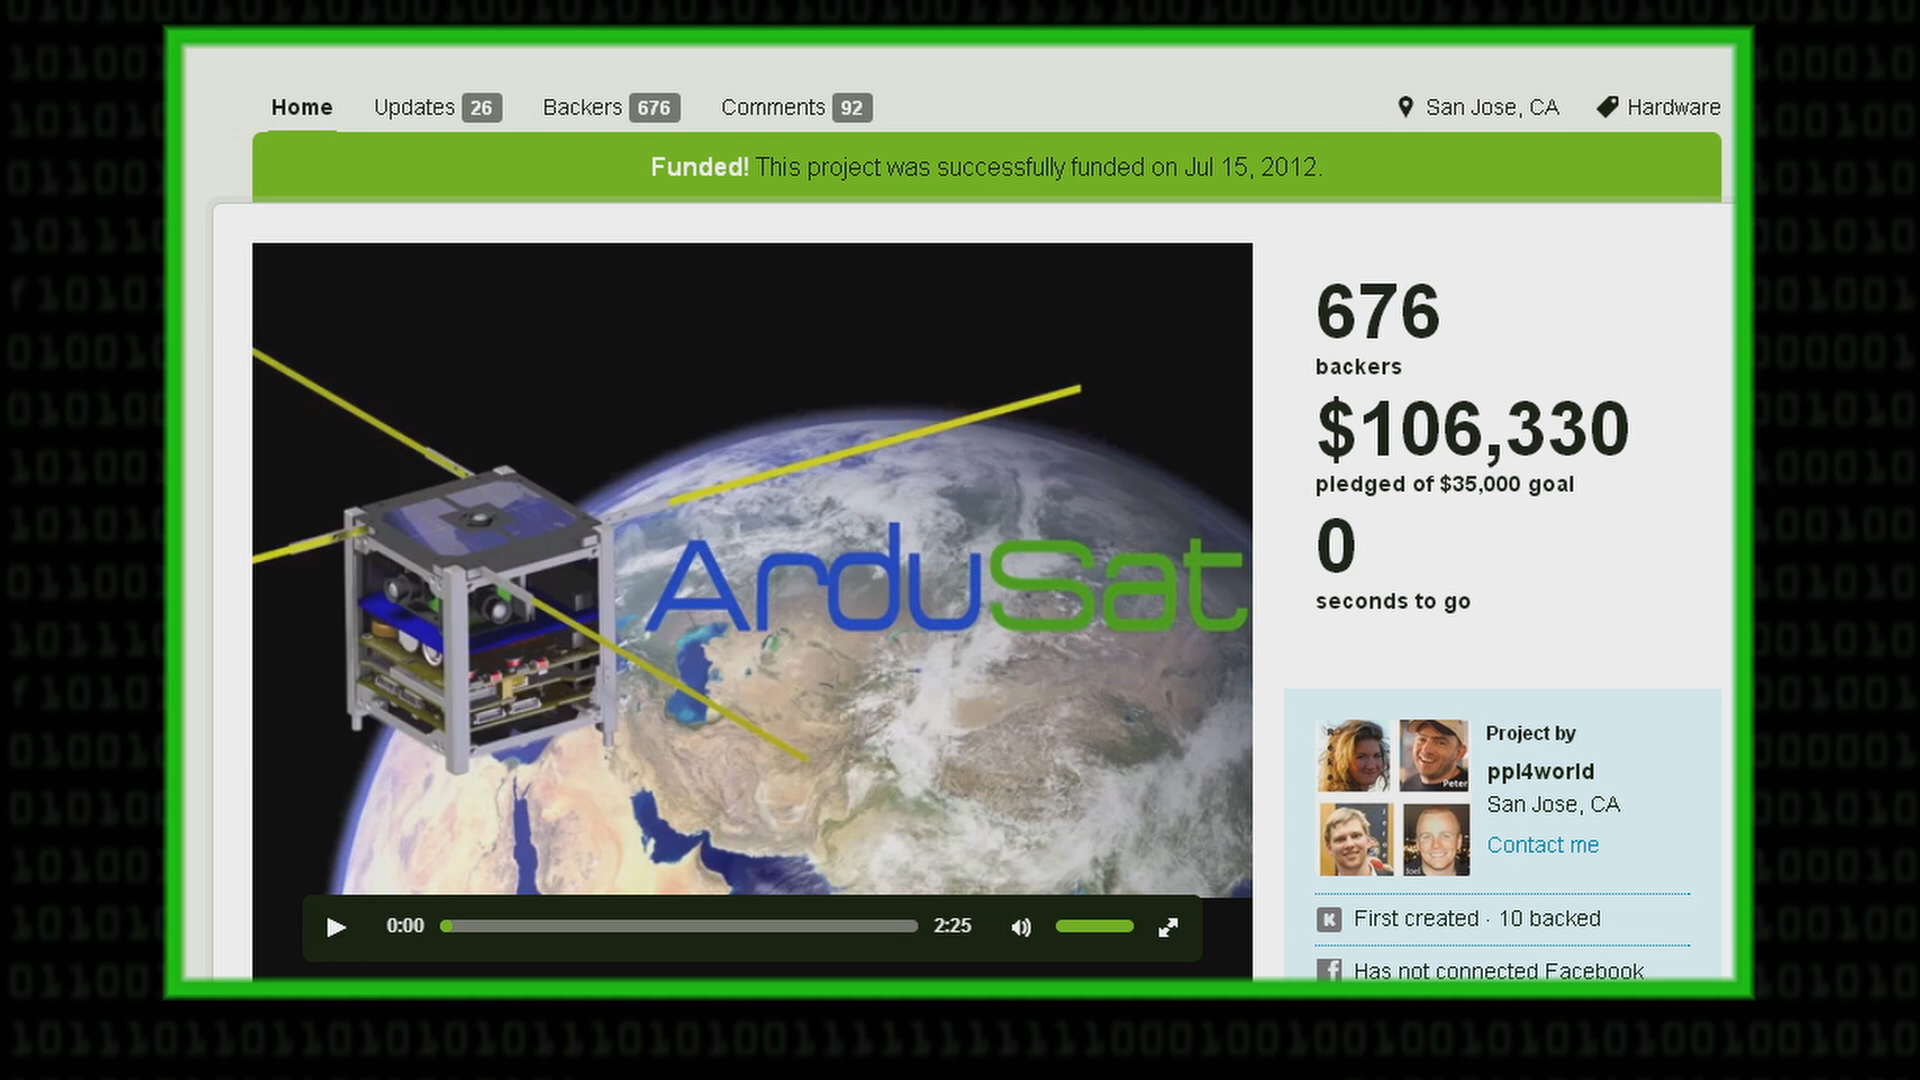 Home Updates 26 Backers 676 Comments 92 San Jose, CA Hardware
Funded! This project was successfully funded on Jul 15, 2012.
ArduSat
676
backers
$106,330
pledged of $35,000 goal
0
seconds to go
Project by
ppl4world
San Jose, CA
Contact me
Peter
Joel
K First created · 10 backed
f Has not connected Facebook
0:00 2:25